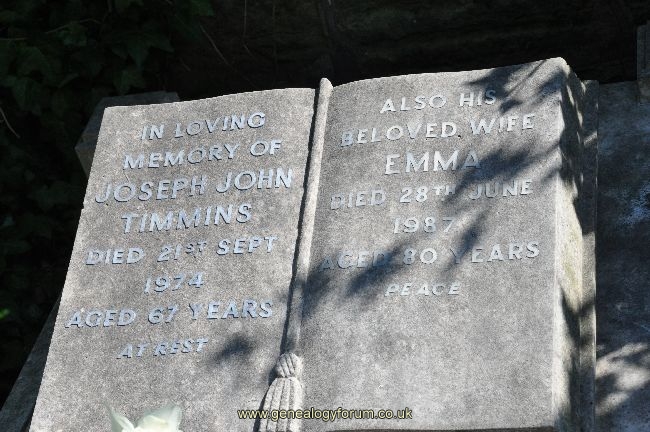 IN LOVING
MEMORY OF
JOSEPH JOHN
TIMMINS
DIED 21ST SEPT
1974
AGED 67 YEARS
AT REST
ALSO HIS
BELOVED WIFE
EMMA
DIED 28TH JUNE
1987
AGED 80 YEARS
PEACE
www.genealogyforum.co.uk